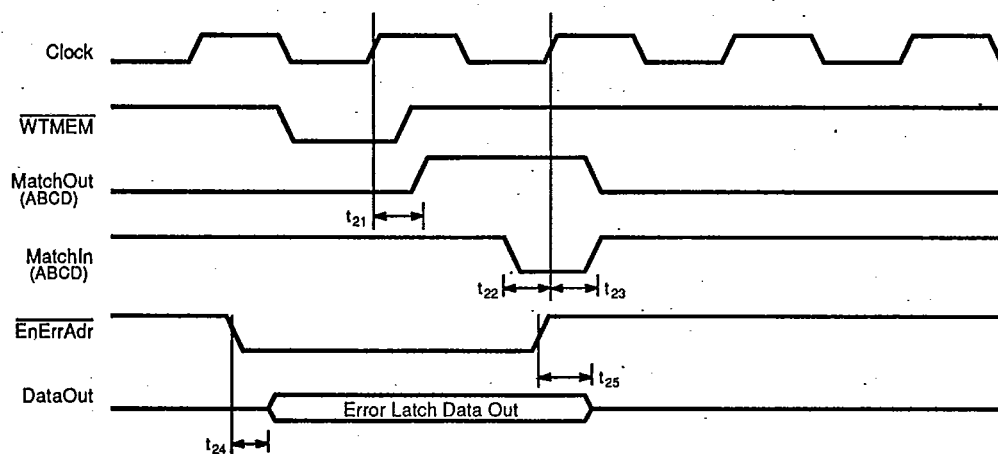 Clock
WTMEM
MatchOut
(ABCD)
t21
MatchIn
(ABCD)
t22
t23
EnErrAdr
t25
DataOut
Error Latch Data Out
t24